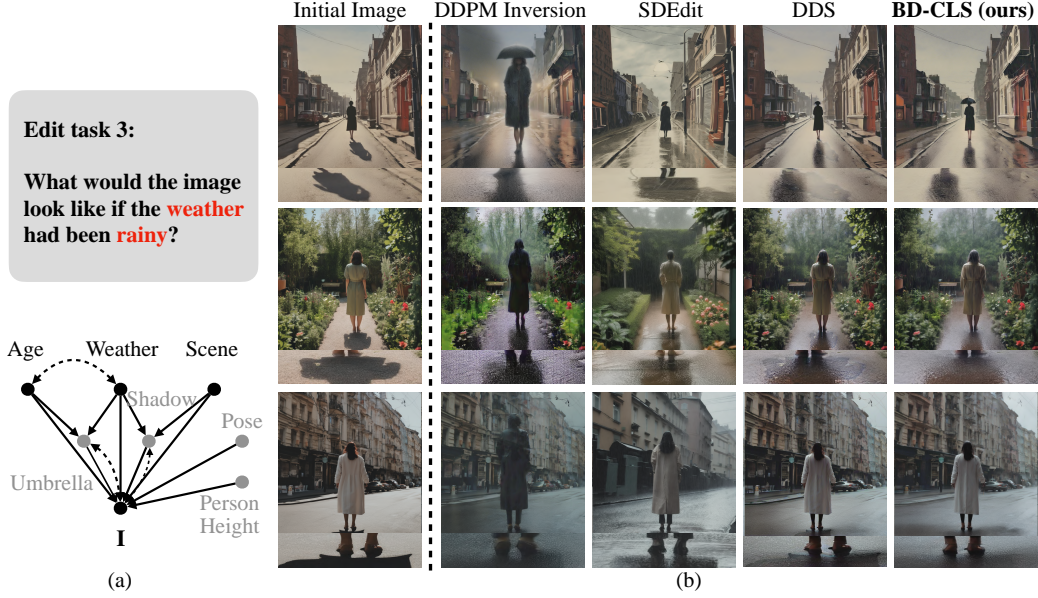 Initial Image
DDPM Inversion
SDEdit
DDS
BD-CLS (ours)
Edit task 3:
What would the image
look like if the weather
had been rainy?
Age
Weather
Scene
Shadow
Pose
Umbrella
Person
Height
I
(a)
(b)